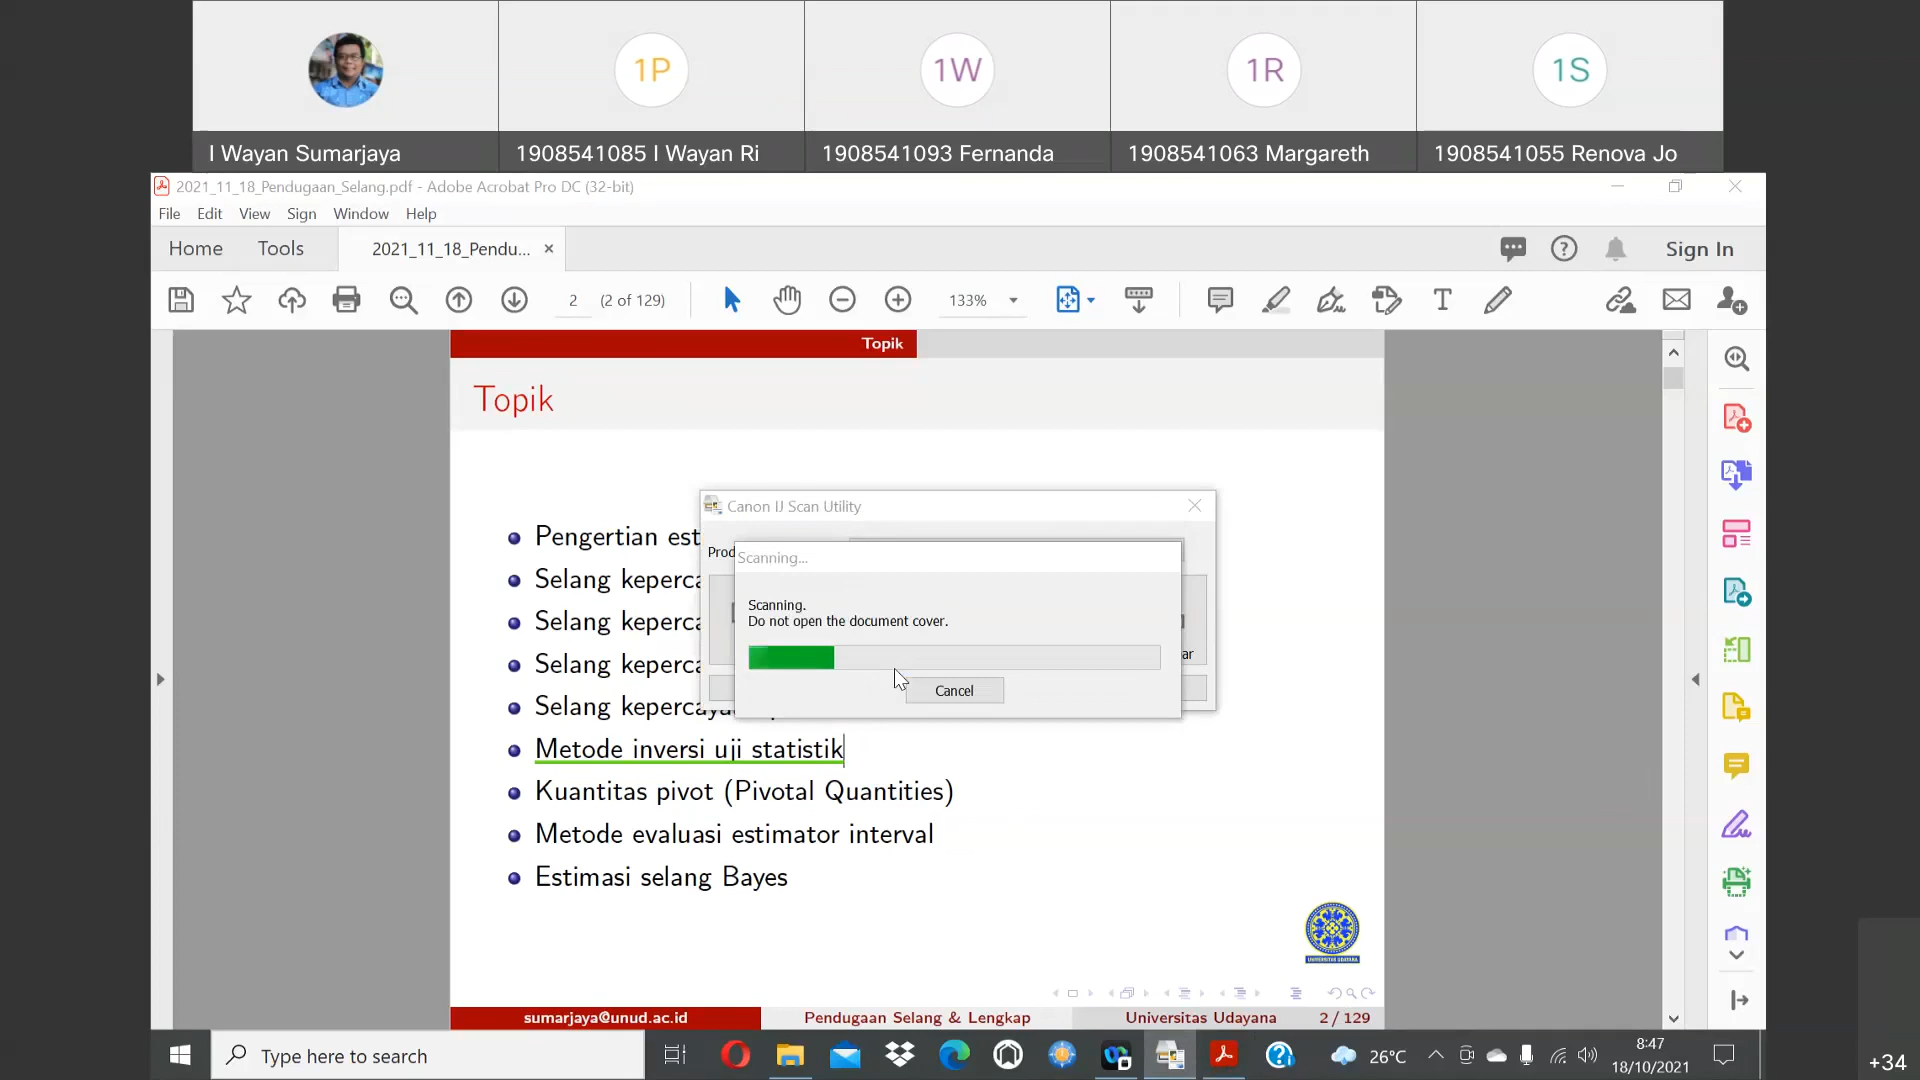 1P
1W
1R
1S
I Wayan Sumarjaya
1908541085 I Wayan Ri
1908541093 Fernanda
1908541063 Margareth
1908541055 Renova Jo
2021_11_18_Pendugaan_Selang.pdf - Adobe Acrobat Pro DC (32-bit)
File Edit View Sign Window Help
Home Tools 2021_11_18_Pendu... × Sign In
2 (2 of 129) 133%
Topik
Topik
Canon IJ Scan Utility
Prod
Scanning...
Scanning.
Do not open the document cover.
ar
Cancel
Pengertian est
Selang keperca
Selang keperca
Selang keperca
Selang kepercaya
Metode inversi uji statistik
Kuantitas pivot (Pivotal Quantities)
Metode evaluasi estimator interval
Estimasi selang Bayes
UNIVERSITAS UDAYANA
sumarjaya@unud.ac.id Pendugaan Selang & Lengkap Universitas Udayana 2 / 129
Type here to search
26°C
8:47
18/10/2021
+34